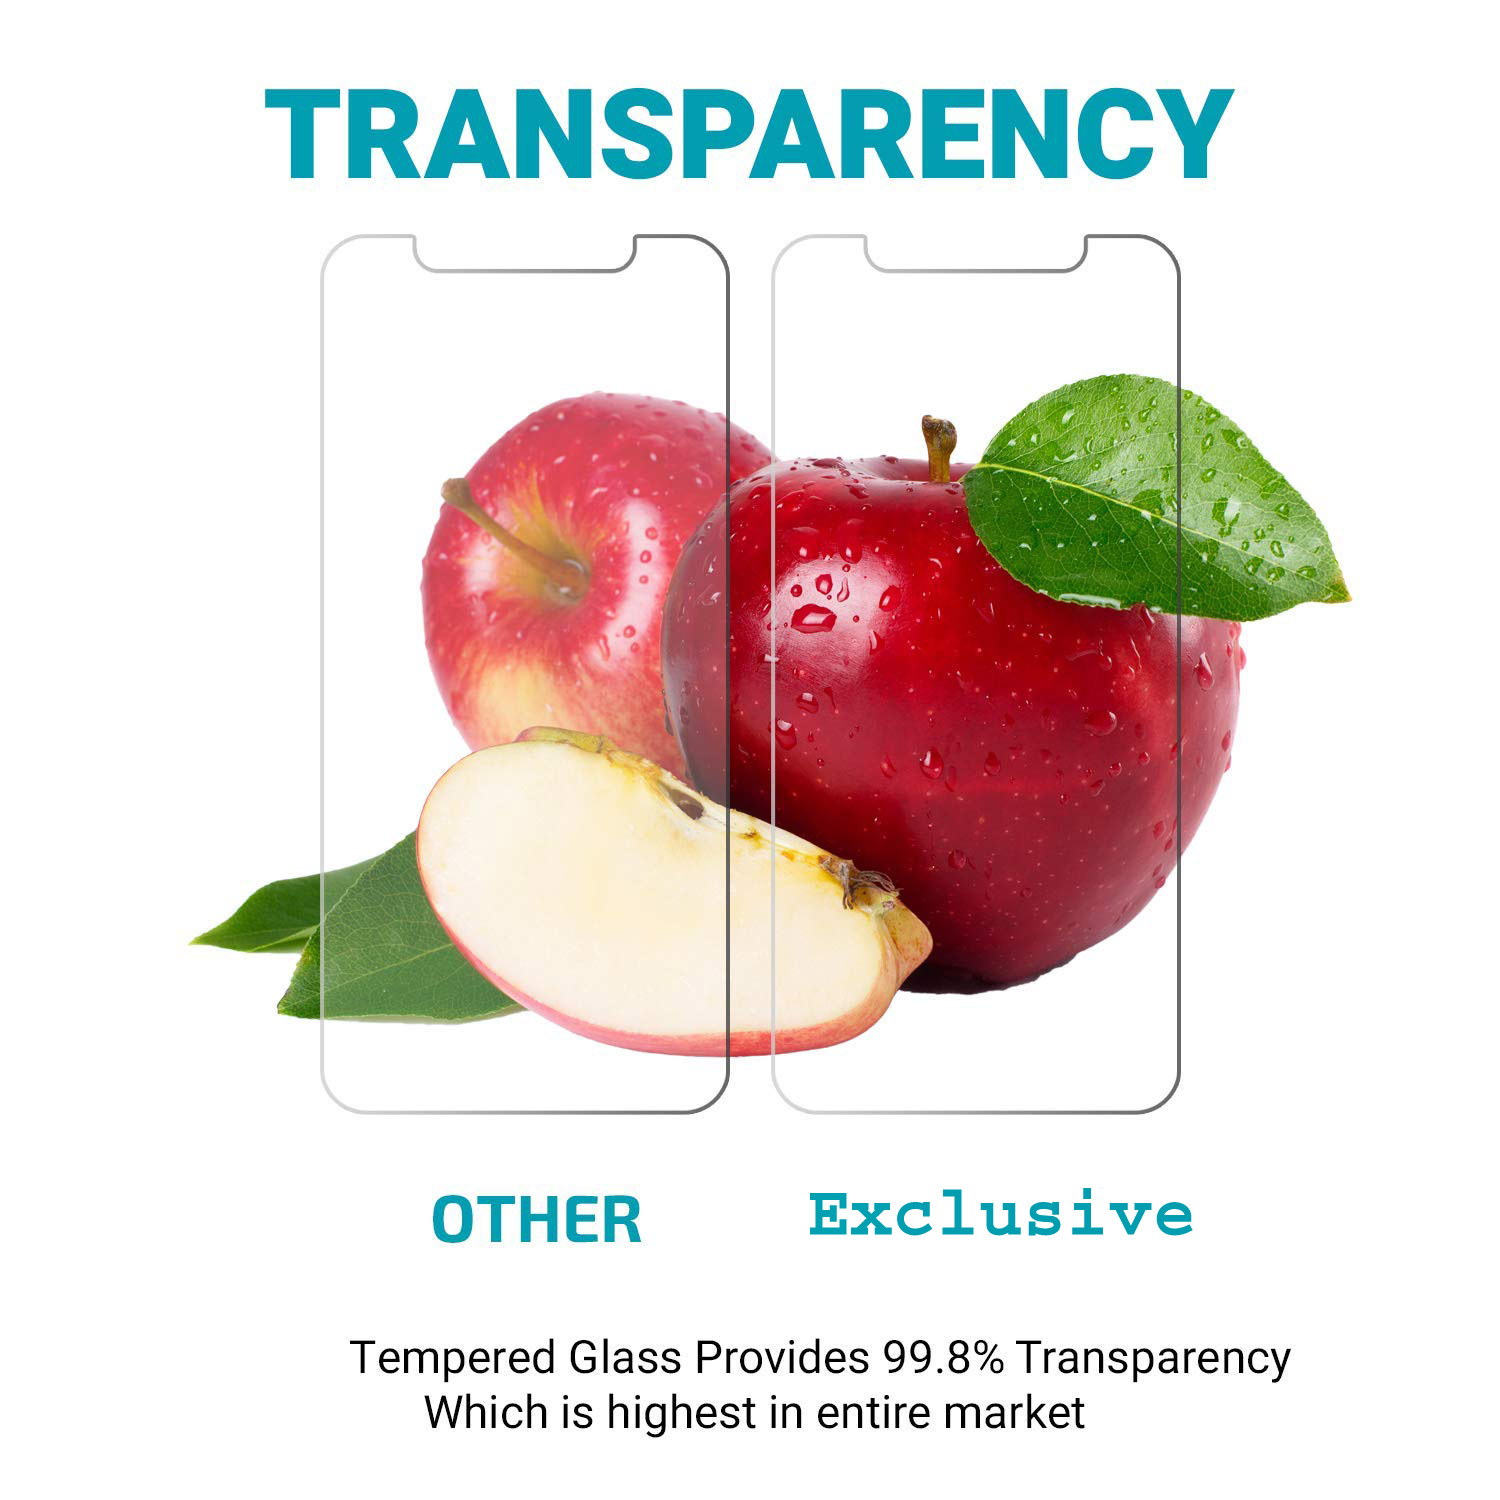 TRANSPARENCY
OTHER
Exclusive
Tempered Glass Provides 99.8% Transparency
Which is highest in entire market